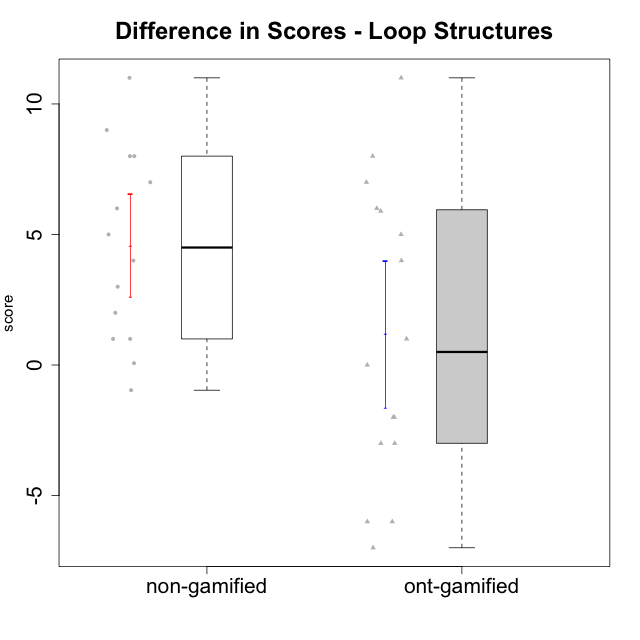 Difference in Scores - Loop Structures
score
10
5
0
-5
non-gamified
ont-gamified